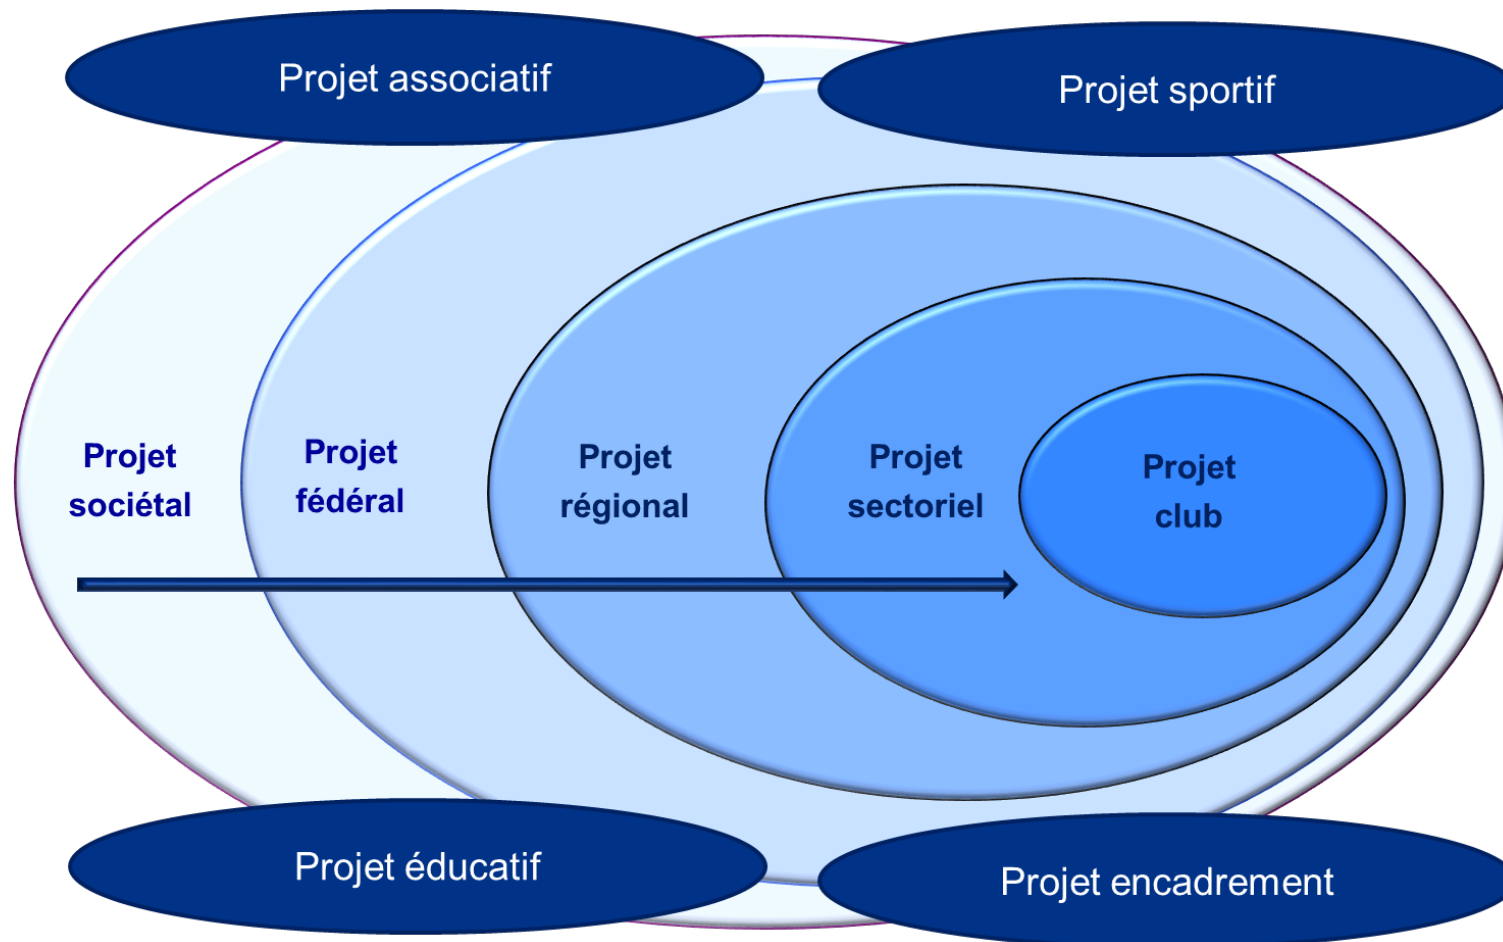 Projet associatif
Projet sportif
Projet
sociétal
Projet
fédéral
Projet
régional
Projet
sectoriel
Projet
club
Projet éducatif
Projet encadrement